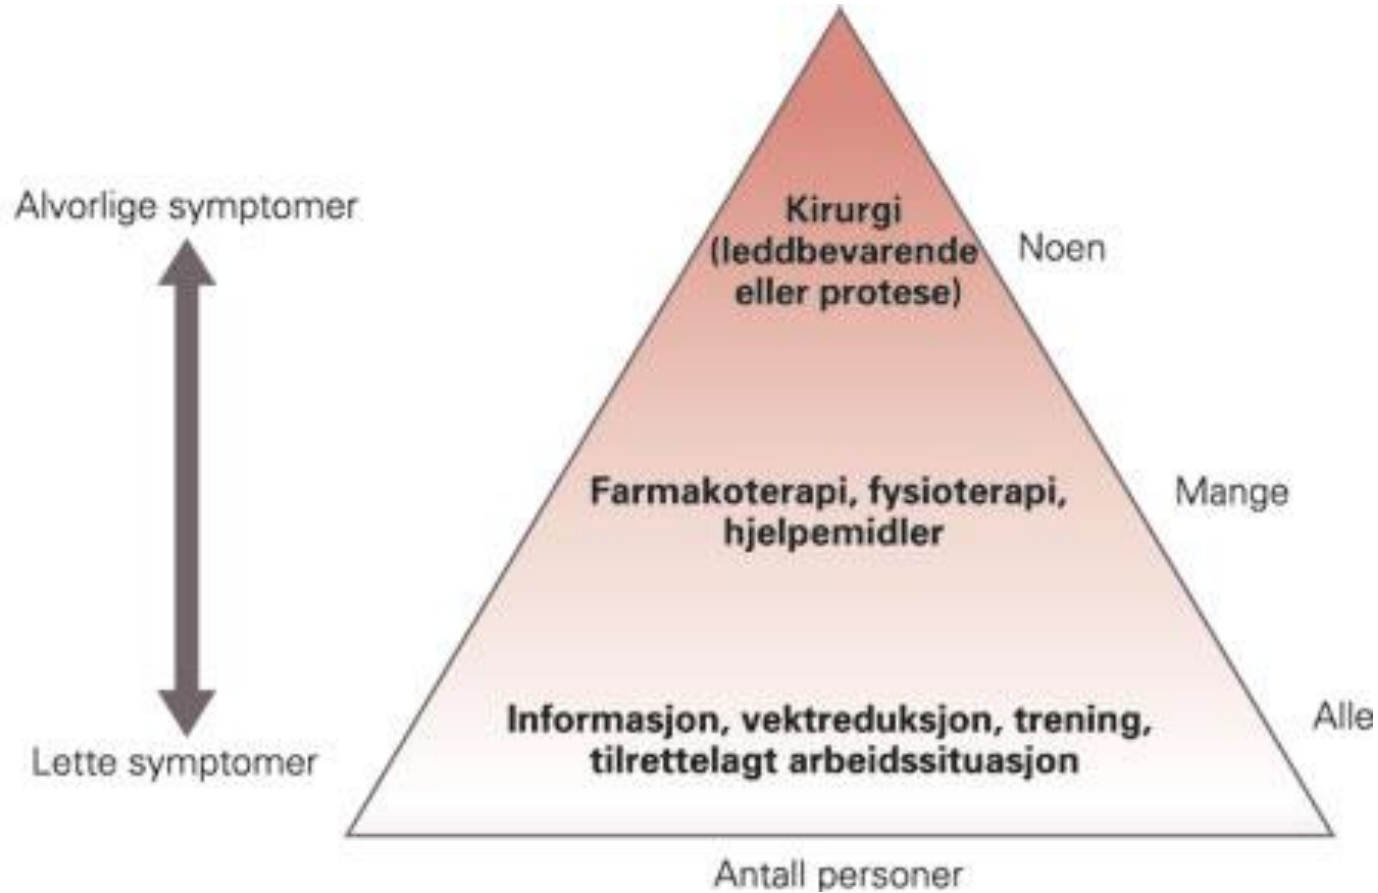 Alvorlige symptomer
Kirurgi
(leddbevarende
eller protese)
Noen
Farmakoterapi, fysioterapi,
hjelpemidler
Mange
Informasjon, vektreduksjon, trening,
tilrettelagt arbeidssituasjon
Alle
Lette symptomer
Antall personer